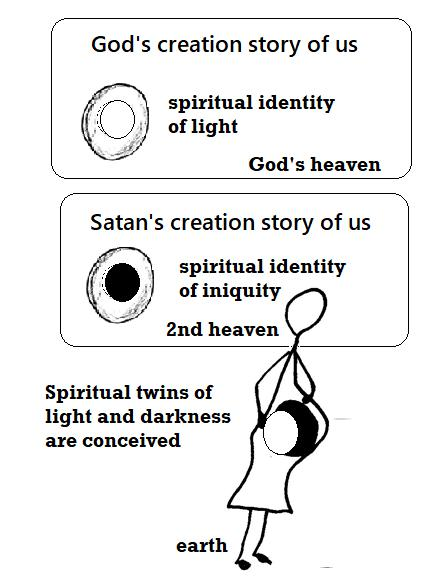 God's creation story of us
spiritual identity
of light
God's heaven
Satan's creation story of us
spiritual identity
of iniquity
2nd heaven
Spiritual twins of
light and darkness
are conceived
earth